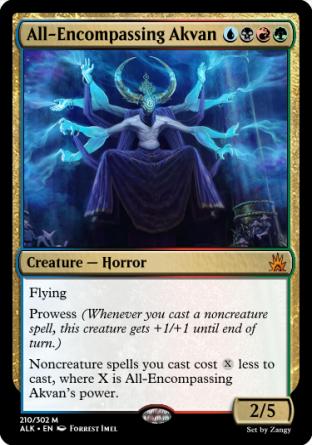 All-Encompassing Akvan
Creature — Horror
Flying
Prowess (Whenever you cast a noncreature
spell, this creature gets +1/+1 until end of
turn.)
Noncreature spells you cast cost X less to
cast, where X is All-Encompassing
Akvan's power.
2/5
210/302 M
ALK • EN Forrest Imel
Set by Zangy